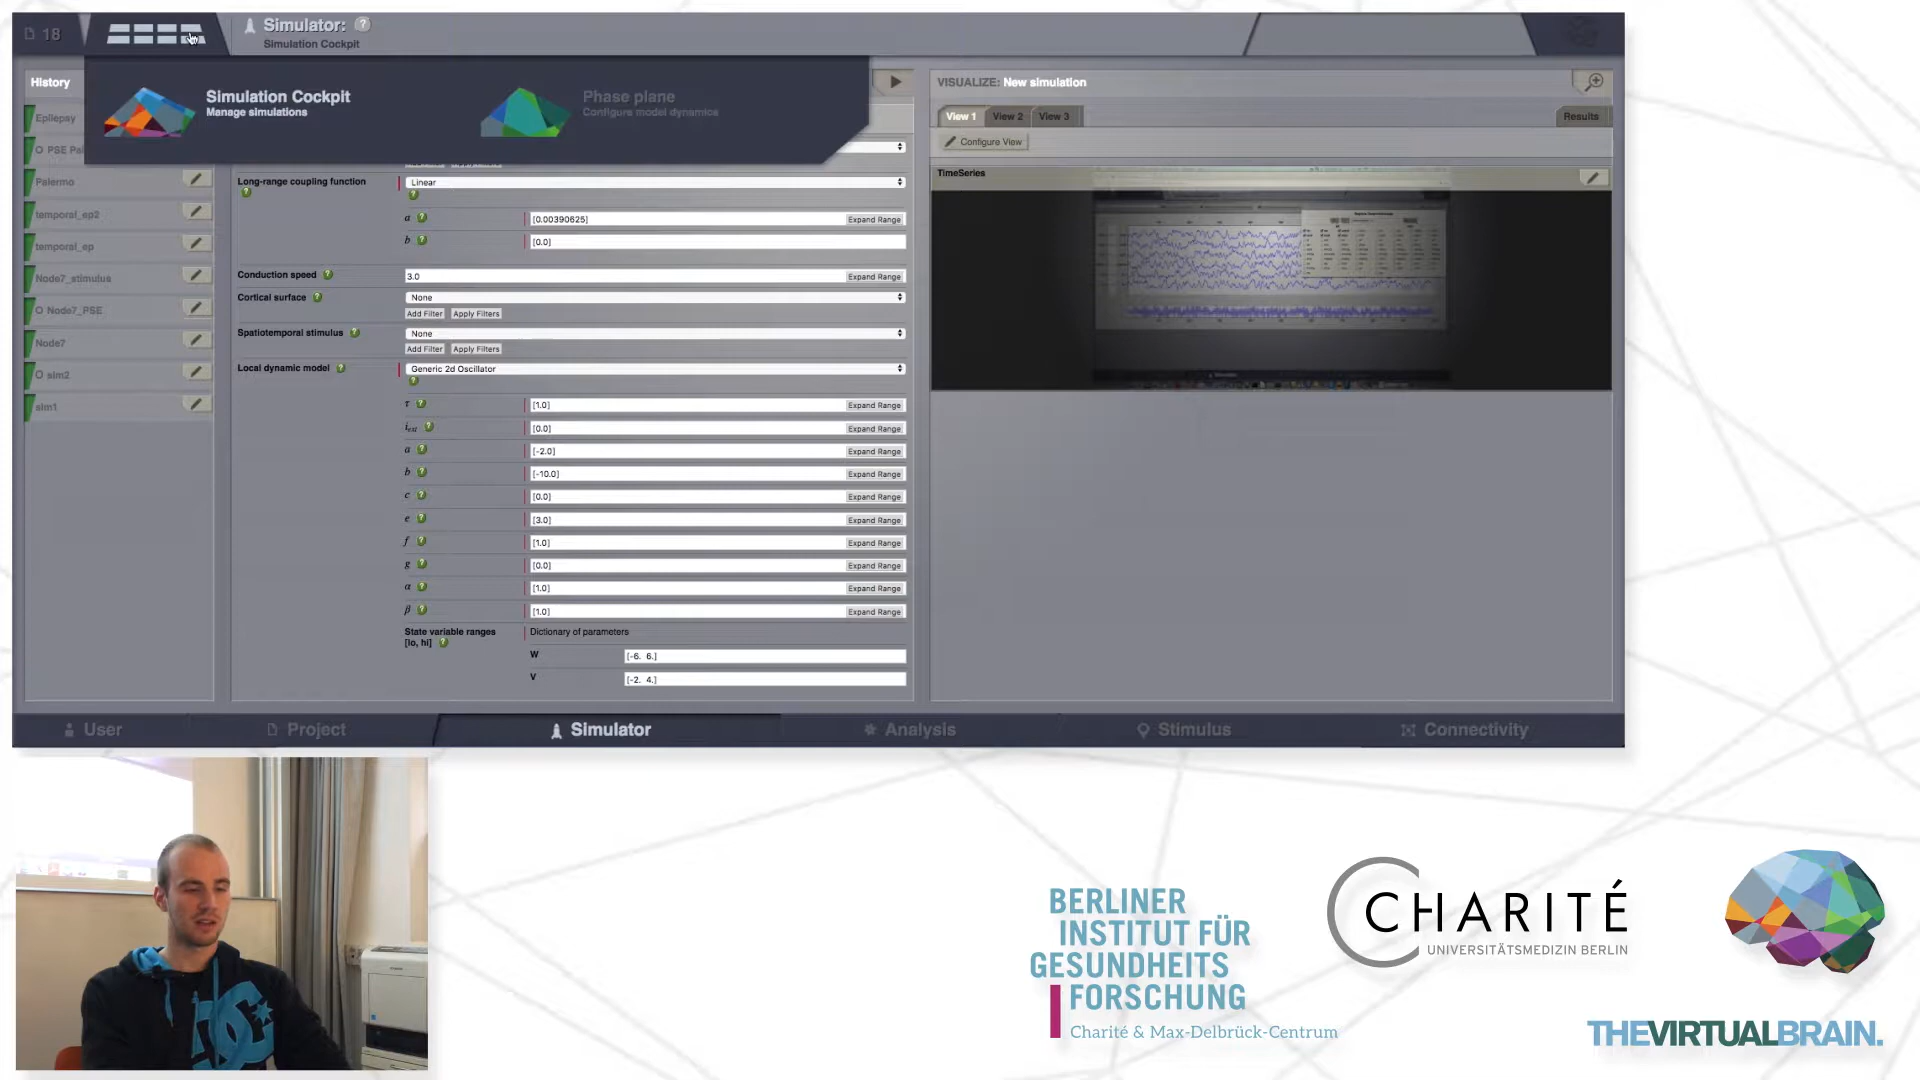 18
Simulator:
Simulation Cockpit
History
Simulation Cockpit
Manage simulations
Phase plane
Configure model dynamics
Epilepsy
O PSE Pal
Palermo
temporal_ep2
temporal_ep
Node7_stimulus
O Node7_PSE
Node7
O sim2
sim1
Long-range coupling function
Linear
a
[0.00390625]
Expand Range
b
[0.0]
Conduction speed
3.0
Expand Range
Cortical surface
None
Add Filter
Apply Filters
Spatiotemporal stimulus
None
Add Filter
Apply Filters
Local dynamic model
Generic 2d Oscillator
τ
[1.0]
Expand Range
i_ext
[0.0]
Expand Range
a
[-2.0]
Expand Range
b
[-10.0]
Expand Range
c
[0.0]
Expand Range
e
[3.0]
Expand Range
f
[1.0]
Expand Range
g
[0.0]
Expand Range
α
[1.0]
Expand Range
β
[1.0]
Expand Range
State variable ranges
[lo, hi]
Dictionary of parameters
W
[-6. 6.]
V
[-2. 4.]
VISUALIZE: New simulation
View 1
View 2
View 3
Results
Configure View
TimeSeries
User
Project
Simulator
Analysis
Stimulus
Connectivity
BERLINER
INSTITUT FÜR
GESUNDHEITS
FORSCHUNG
Charité & Max-Delbrück-Centrum
CHARITÉ
UNIVERSITÄTSMEDIZIN BERLIN
THEVIRTUALBRAIN.